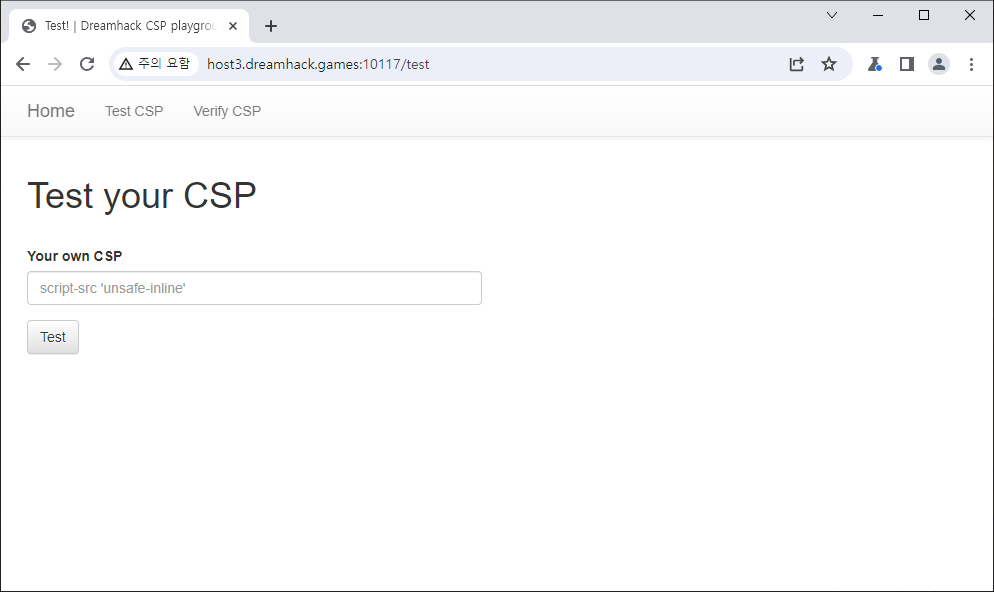 Test! | Dreamhack CSP playgrou
주의 요함 host3.dreamhack.games:10117/test
Home Test CSP Verify CSP
Test your CSP
Your own CSP
script-src 'unsafe-inline'
Test